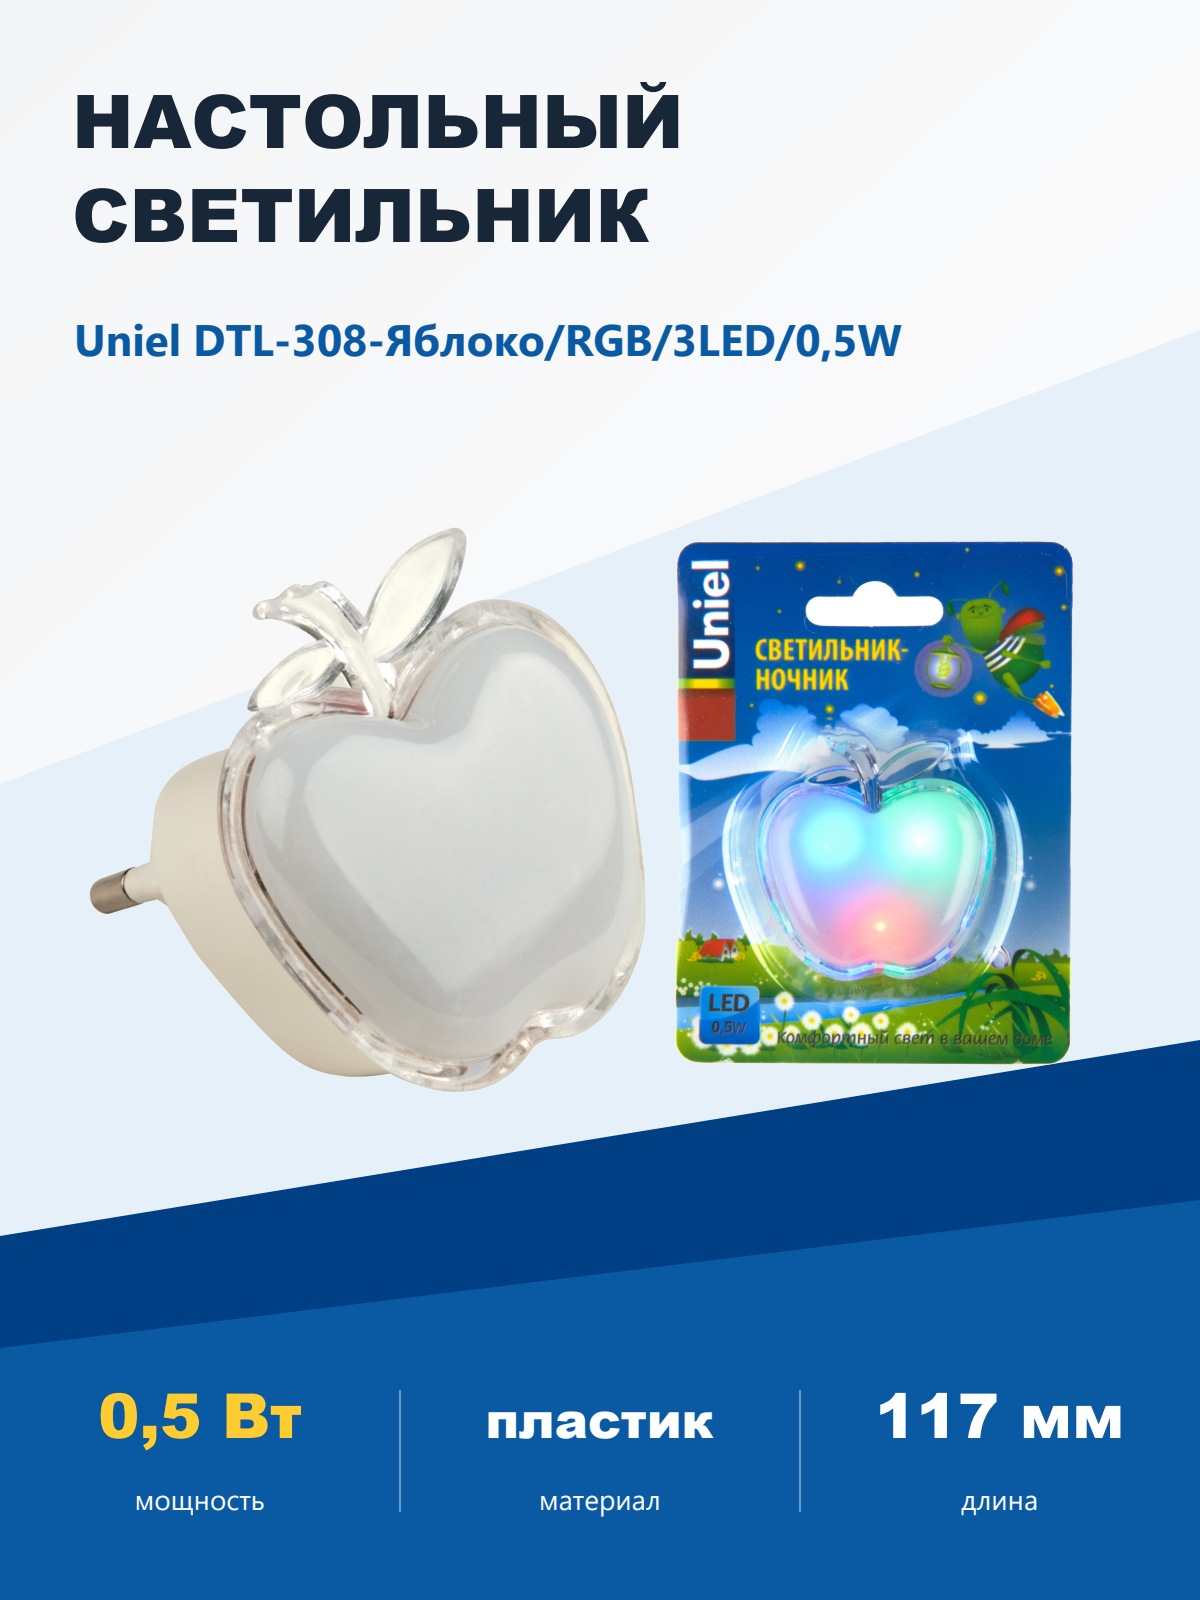 НАСТОЛЬНЫЙ
СВЕТИЛЬНИК
Uniel DTL-308-Яблоко/RGB/3LED/0,5W
Uniel
СВЕТИЛЬНИК-
НОЧНИК
LED
0,5W
Комфортный свет в вашем доме
0,5 Вт
мощность
пластик
материал
117 мм
длина